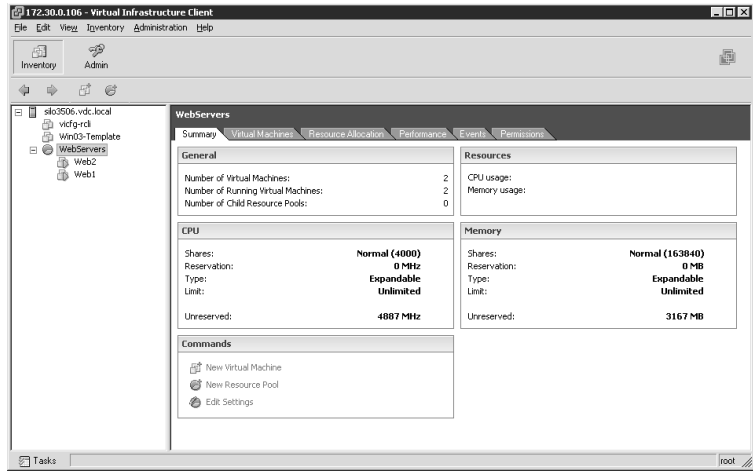 172.30.0.106 - Virtual Infrastructure Client
File Edit View Inventory Administration Help
Inventory Admin
silo3506.vdc.local
vicfg-rcli
Win03-Template
WebServers
Web2
Web1
WebServers
Summary Virtual Machines Resource Allocation Performance Events Permissions
General
Number of Virtual Machines: 2
Number of Running Virtual Machines: 2
Number of Child Resource Pools: 0
Resources
CPU usage:
Memory usage:
CPU
Shares: Normal (4000)
Reservation: 0 MHz
Type: Expandable
Limit: Unlimited
Unreserved: 4887 MHz
Memory
Shares: Normal (163840)
Reservation: 0 MB
Type: Expandable
Limit: Unlimited
Unreserved: 3167 MB
Commands
New Virtual Machine
New Resource Pool
Edit Settings
Tasks root